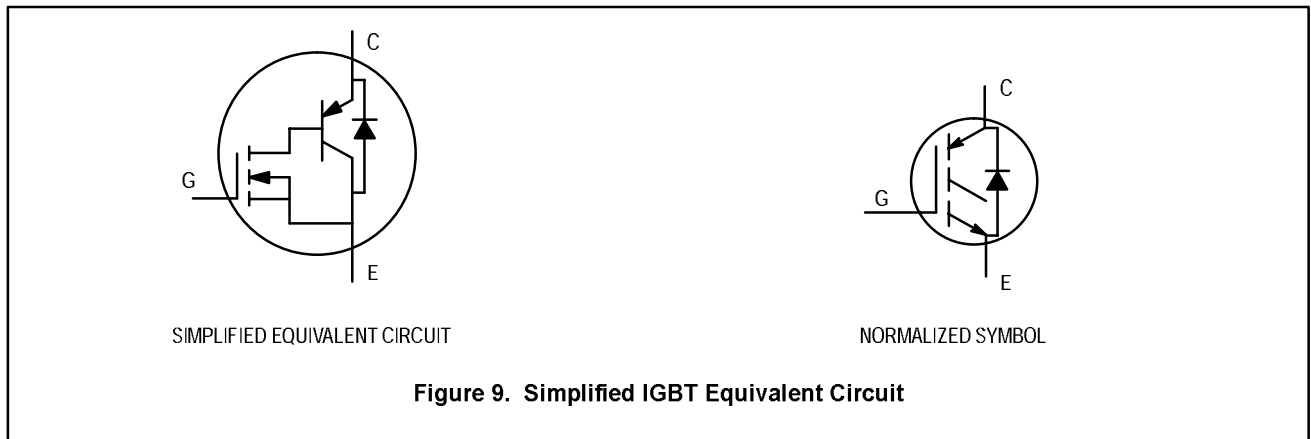 C
G
E
SIMPLIFIED EQUIVALENT CIRCUIT
C
G
E
NORMALIZED SYMBOL
Figure 9. Simplified IGBT Equivalent Circuit